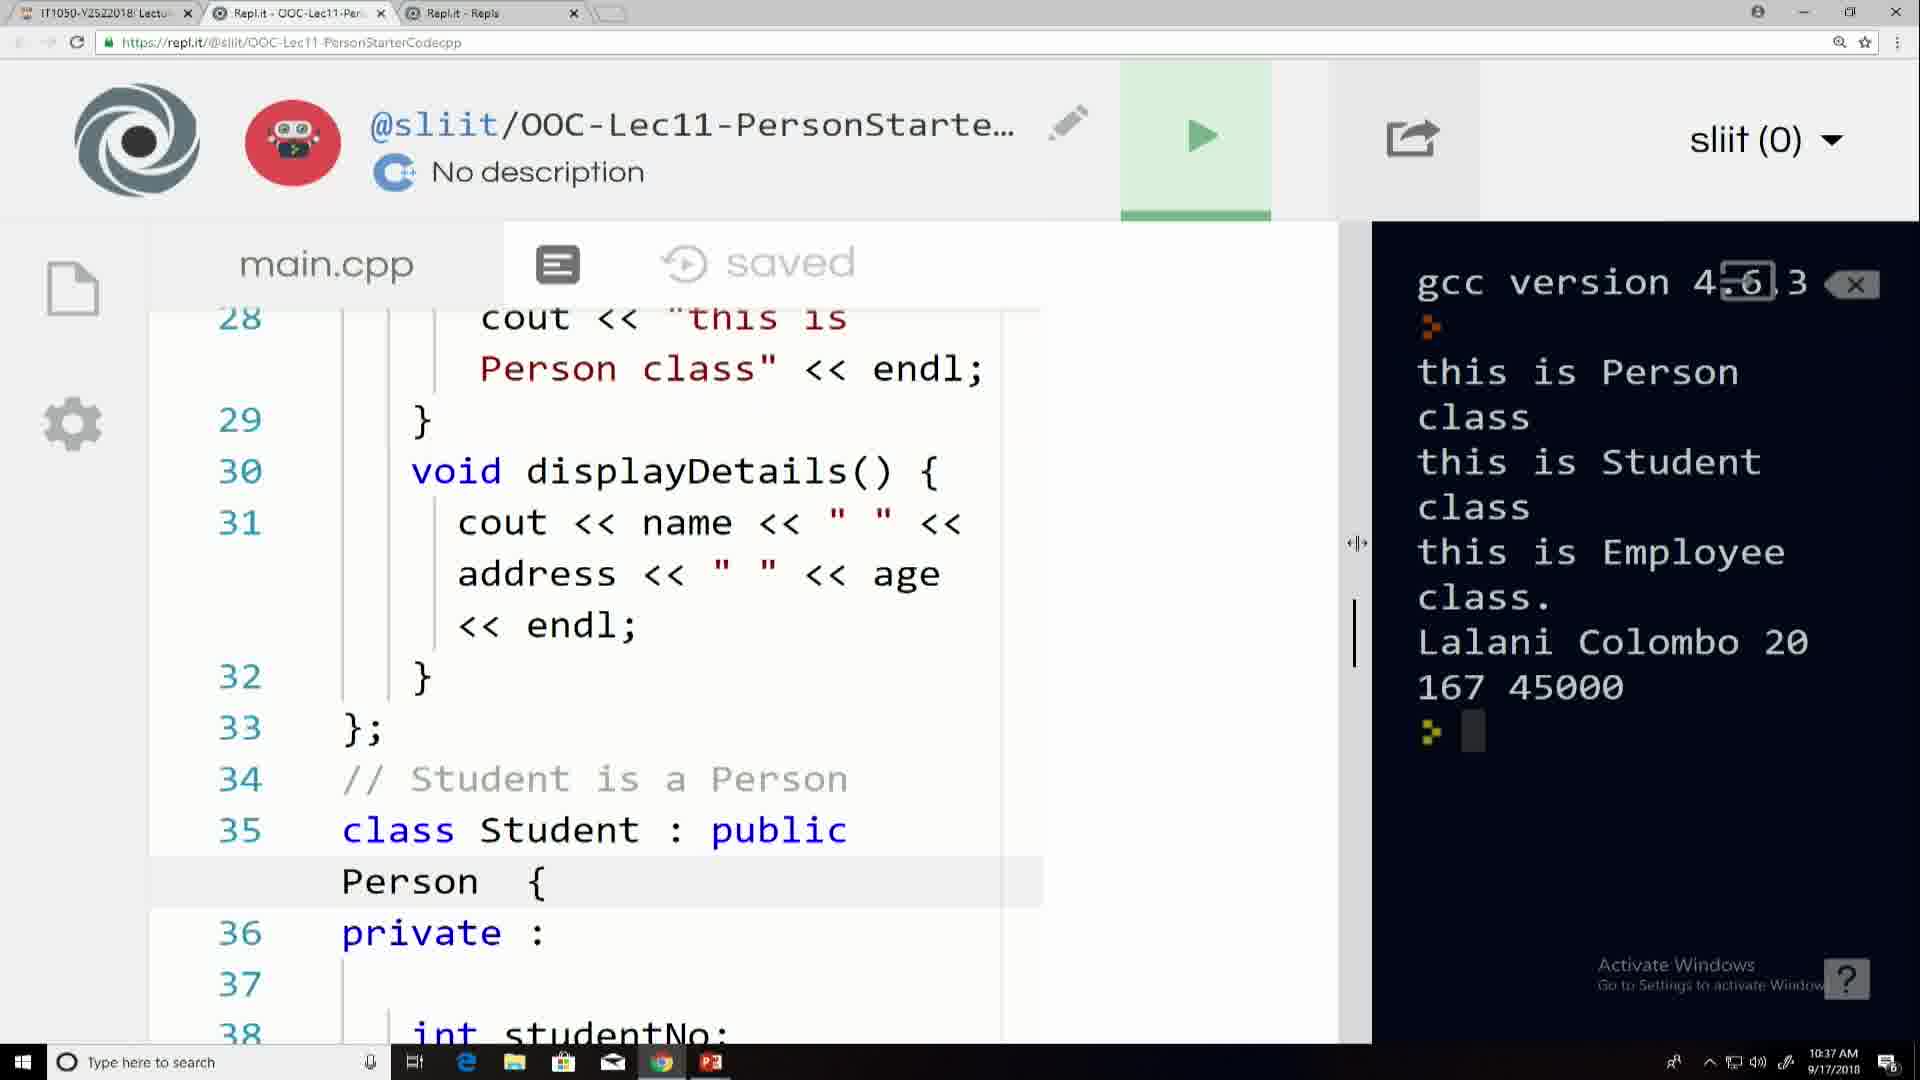 IT1050-Y2S22018: Lectu
Repl.it - OOC-Lec11-Per
Repl.it - Repls
https://repl.it/@sliit/OOC-Lec11-PersonStarterCodecpp
@sliit/OOC-Lec11-PersonStarte...
No description
sliit (0)
main.cpp
saved
28 cout << "this is
Person class" << endl;
29 }
30 void displayDetails() {
31 cout << name << " " <<
address << " " << age
<< endl;
32 }
33 };
34 // Student is a Person
35 class Student : public
Person {
36 private :
37
38 int studentNo;
gcc version 4.6.3
this is Person
class
this is Student
class
this is Employee
class.
Lalani Colombo 20
167 45000
Activate Windows
Go to Settings to activate Window
?
Type here to search
10:37 AM
9/17/2018